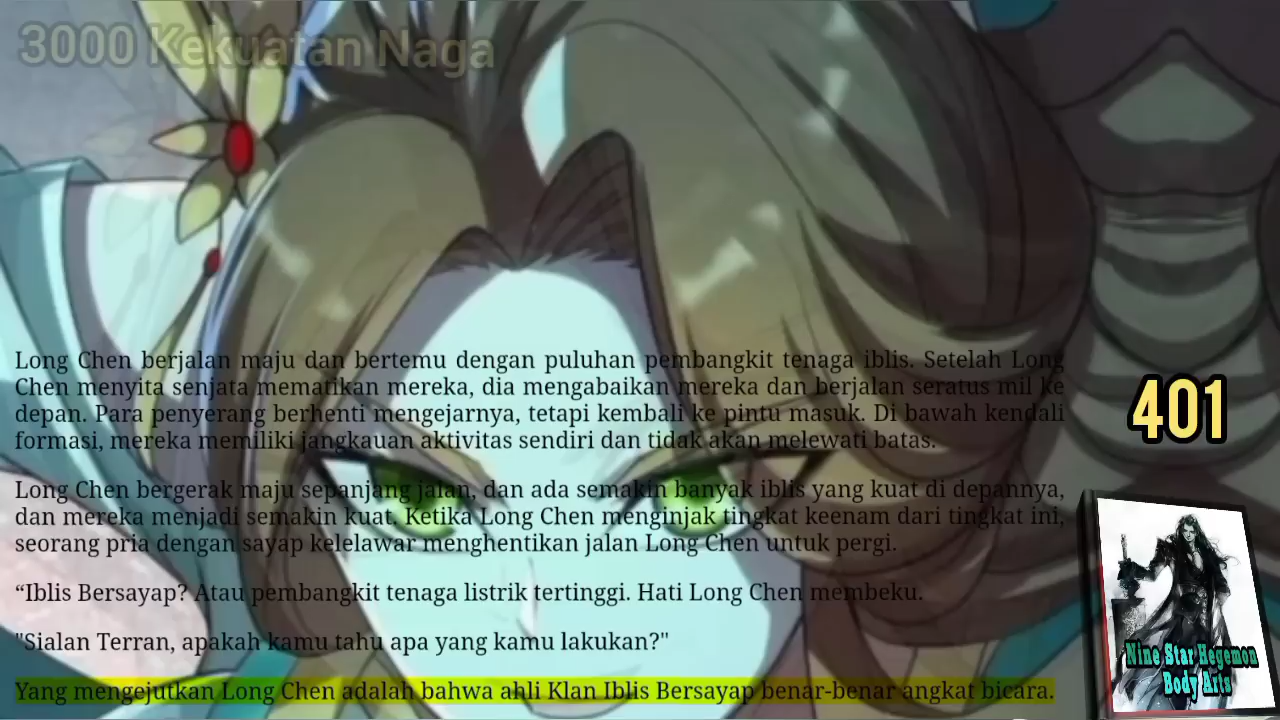 3000 Kekuatan Naga
Long Chen berjalan maju dan bertemu dengan puluhan pembangkit tenaga iblis. Setelah Long
Chen menyita senjata mematikan mereka, dia mengabaikan mereka dan berjalan seratus mil ke
depan. Para penyerang berhenti mengejarnya, tetapi kembali ke pintu masuk. Di bawah kendali
formasi, mereka memiliki jangkauan aktivitas sendiri dan tidak akan melewati batas.
Long Chen bergerak maju sepanjang jalan, dan ada semakin banyak iblis yang kuat di depannya,
dan mereka menjadi semakin kuat. Ketika Long Chen menginjak tingkat keenam dari tingkat ini,
seorang pria dengan sayap kelelawar menghentikan jalan Long Chen untuk pergi.
“Iblis Bersayap? Atau pembangkit tenaga listrik tertinggi. Hati Long Chen membeku.
"Sialan Terran, apakah kamu tahu apa yang kamu lakukan?"
Yang mengejutkan Long Chen adalah bahwa ahli Klan Iblis Bersayap benar-benar angkat bicara.
401
Nine Star Hegemon
Body Arts